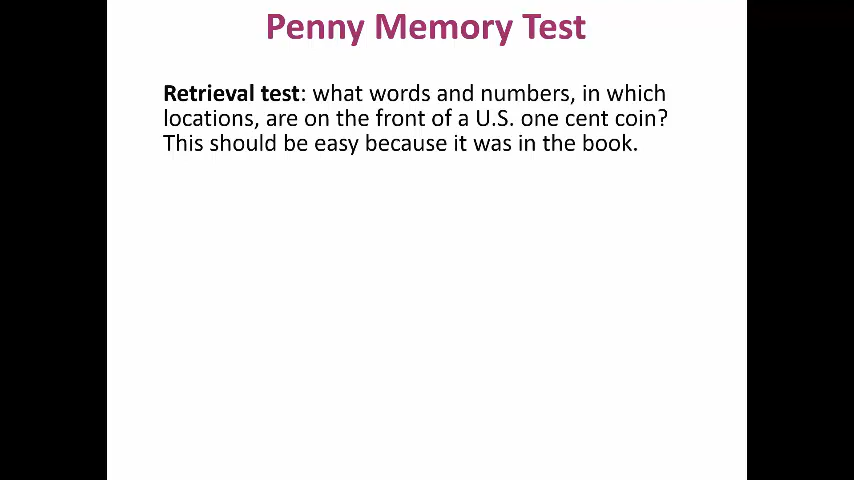 Penny Memory Test
Retrieval test: what words and numbers, in which
locations, are on the front of a U.S. one cent coin?
This should be easy because it was in the book.